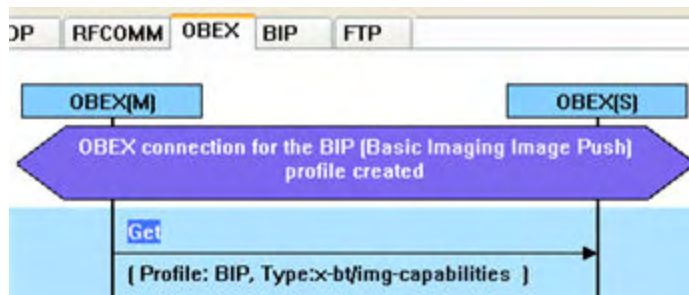 OP RFCOMM OBEX BIP FTP
OBEX(M) OBEX(S)
OBEX connection for the BIP (Basic Imaging Image Push)
profile created
Get
( Profile: BIP, Type:x-bt/img-capabilities )